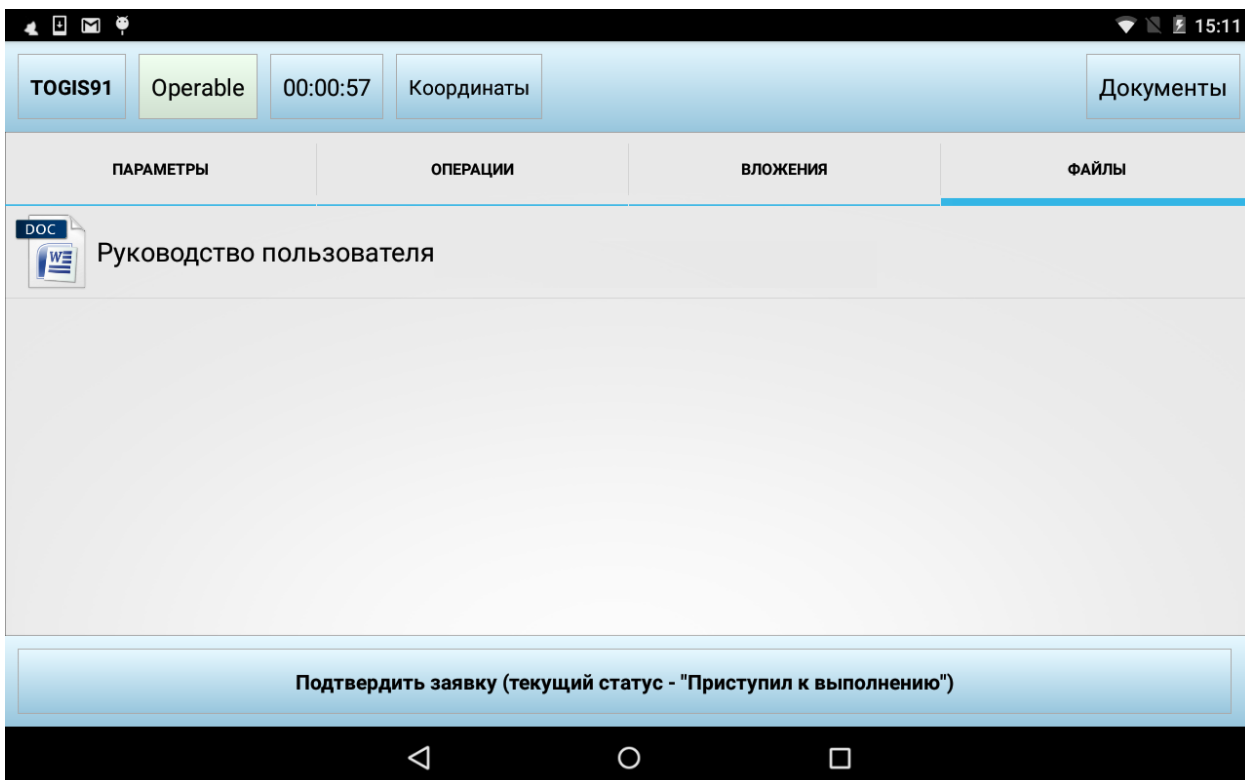 15:11
TOGIS91 Operable 00:00:57 Координаты Документы
ПАРАМЕТРЫ ОПЕРАЦИИ ВЛОЖЕНИЯ ФАЙЛЫ
DOC
W
Руководство пользователя
Подтвердить заявку (текущий статус - "Приступил к выполнению")